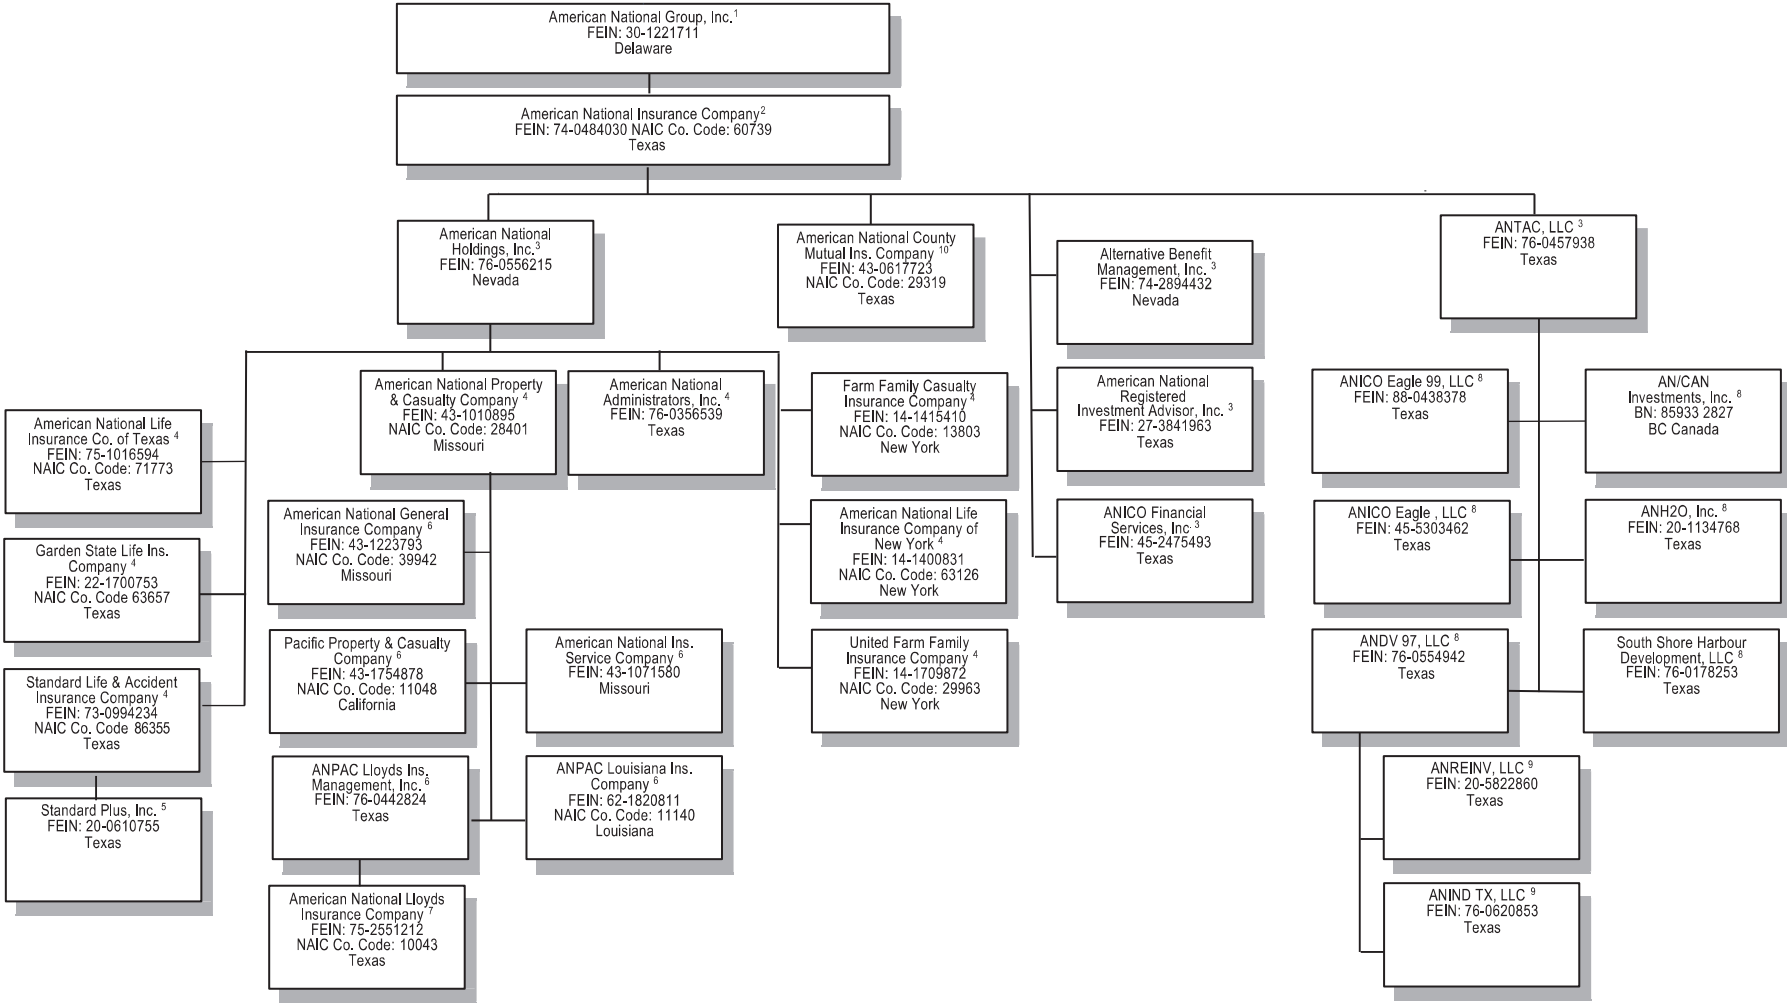 American National Group, Inc.¹
FEIN: 30-1221711
Delaware
American National Insurance Company²
FEIN: 74-0484030 NAIC Co. Code: 60739
Texas
American National
Holdings, Inc.³
FEIN: 76-0556215
Nevada
American National County
Mutual Ins. Company ¹⁰
FEIN: 43-0617723
NAIC Co. Code: 29319
Texas
Alternative Benefit
Management, Inc. ³
FEIN: 74-2894432
Nevada
ANTAC, LLC ³
FEIN: 76-0457938
Texas
American National Life
Insurance Co. of Texas ⁴
FEIN: 75-1016594
NAIC Co. Code: 71773
Texas
American National Property
& Casualty Company ⁴
FEIN: 43-1010895
NAIC Co. Code: 28401
Missouri
American National
Administrators, Inc. ⁴
FEIN: 76-0356539
Texas
Farm Family Casualty
Insurance Company ⁴
FEIN: 14-1415410
NAIC Co. Code: 13803
New York
American National
Registered
Investment Advisor, Inc. ³
FEIN: 27-3841963
Texas
ANICO Eagle 99, LLC ⁸
FEIN: 88-0438378
Texas
AN/CAN
Investments, Inc. ⁸
BN: 85933 2827
BC Canada
Garden State Life Ins.
Company ⁴
FEIN: 22-1700753
NAIC Co. Code 63657
Texas
American National General
Insurance Company ⁶
FEIN: 43-1223793
NAIC Co. Code: 39942
Missouri
American National Life
Insurance Company of
New York ⁴
FEIN: 14-1400831
NAIC Co. Code: 63126
New York
ANICO Financial
Services, Inc. ³
FEIN: 45-2475493
Texas
ANICO Eagle , LLC ⁸
FEIN: 45-5303462
Texas
ANH2O, Inc. ⁸
FEIN: 20-1134768
Texas
Standard Life & Accident
Insurance Company ⁴
FEIN: 73-0994234
NAIC Co. Code 86355
Texas
Pacific Property & Casualty
Company ⁶
FEIN: 43-1754878
NAIC Co. Code: 11048
California
American National Ins.
Service Company ⁶
FEIN: 43-1071580
Missouri
United Farm Family
Insurance Company ⁴
FEIN: 14-1709872
NAIC Co. Code: 29963
New York
ANDV 97, LLC ⁸
FEIN: 76-0554942
Texas
South Shore Harbour
Development, LLC ⁸
FEIN: 76-0178253
Texas
Standard Plus, Inc. ⁵
FEIN: 20-0610755
Texas
ANPAC Lloyds Ins.
Management, Inc. ⁶
FEIN: 76-0442824
Texas
ANPAC Louisiana Ins.
Company ⁶
FEIN: 62-1820811
NAIC Co. Code: 11140
Louisiana
ANREINV, LLC ⁹
FEIN: 20-5822860
Texas
American National Lloyds
Insurance Company ⁷
FEIN: 75-2551212
NAIC Co. Code: 10043
Texas
ANIND TX, LLC ⁹
FEIN: 76-0620853
Texas